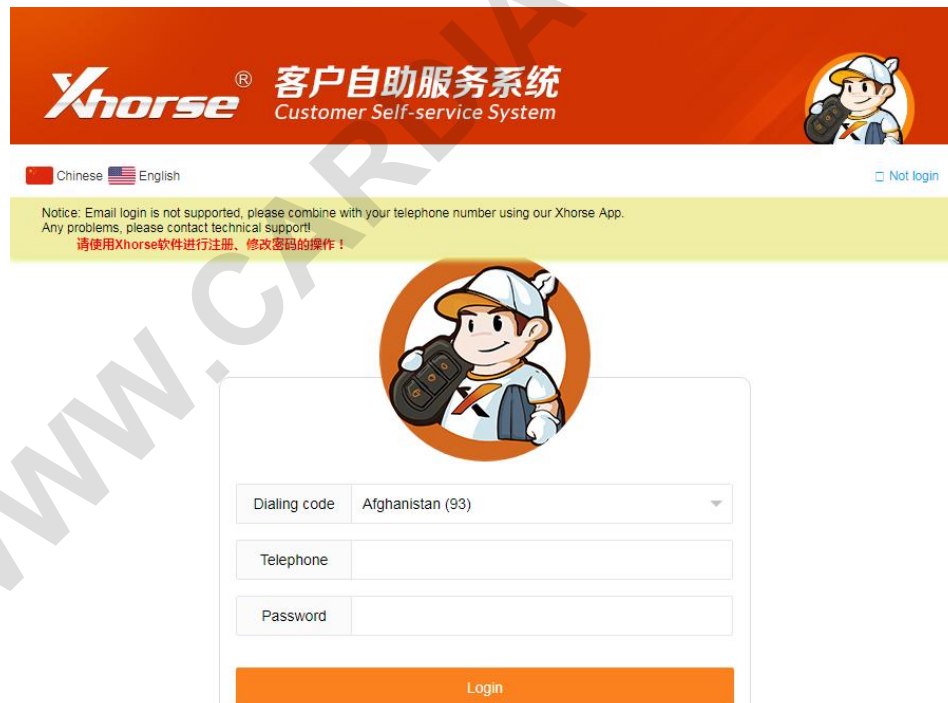 Xhorse® 客户自助服务系统
Customer Self-service System
Chinese English
Not login
Notice: Email login is not supported, please combine with your telephone number using our Xhorse App.
Any problems, please contact technical support!
请使用Xhorse软件进行注册、修改密码的操作！
Dialing code Afghanistan (93)
Telephone
Password
Login
WWW.CARDIA